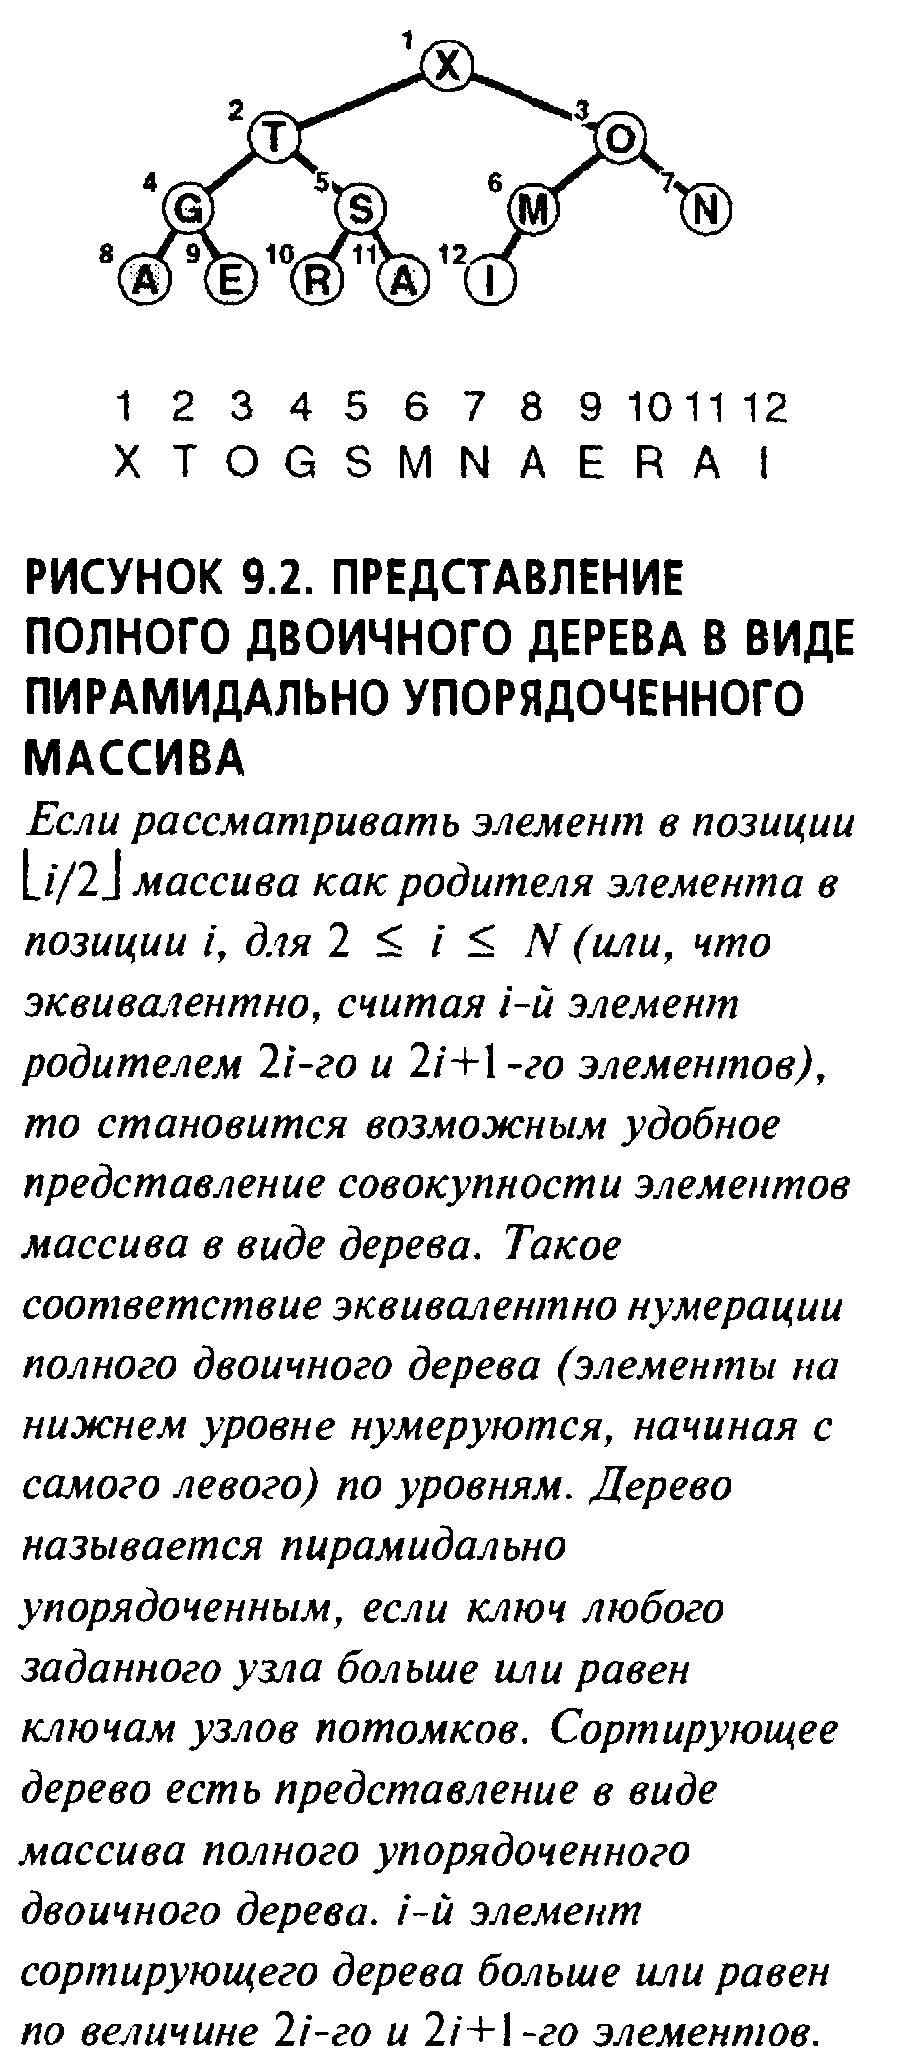 1 X
2 T 3 O
4 G 5 S 6 M 7 N
8 A 9 E 10 R 11 A 12 I
1 2 3 4 5 6 7 8 9 10 11 12
X T O G S M N A E R A I
РИСУНОК 9.2. ПРЕДСТАВЛЕНИЕ
ПОЛНОГО ДВОИЧНОГО ДЕРЕВА В ВИДЕ
ПИРАМИДАЛЬНО УПОРЯДОЧЕННОГО
МАССИВА
Если рассматривать элемент в позиции
⌊i/2⌋ массива как родителя элемента в
позиции i, для 2 ≤ i ≤ N (или, что
эквивалентно, считая i-й элемент
родителем 2i-го и 2i+1-го элементов),
то становится возможным удобное
представление совокупности элементов
массива в виде дерева. Такое
соответствие эквивалентно нумерации
полного двоичного дерева (элементы на
нижнем уровне нумеруются, начиная с
самого левого) по уровням. Дерево
называется пирамидально
упорядоченным, если ключ любого
заданного узла больше или равен
ключам узлов потомков. Сортирующее
дерево есть представление в виде
массива полного упорядоченного
двоичного дерева. i-й элемент
сортирующего дерева больше или равен
по величине 2i-го и 2i+1-го элементов.